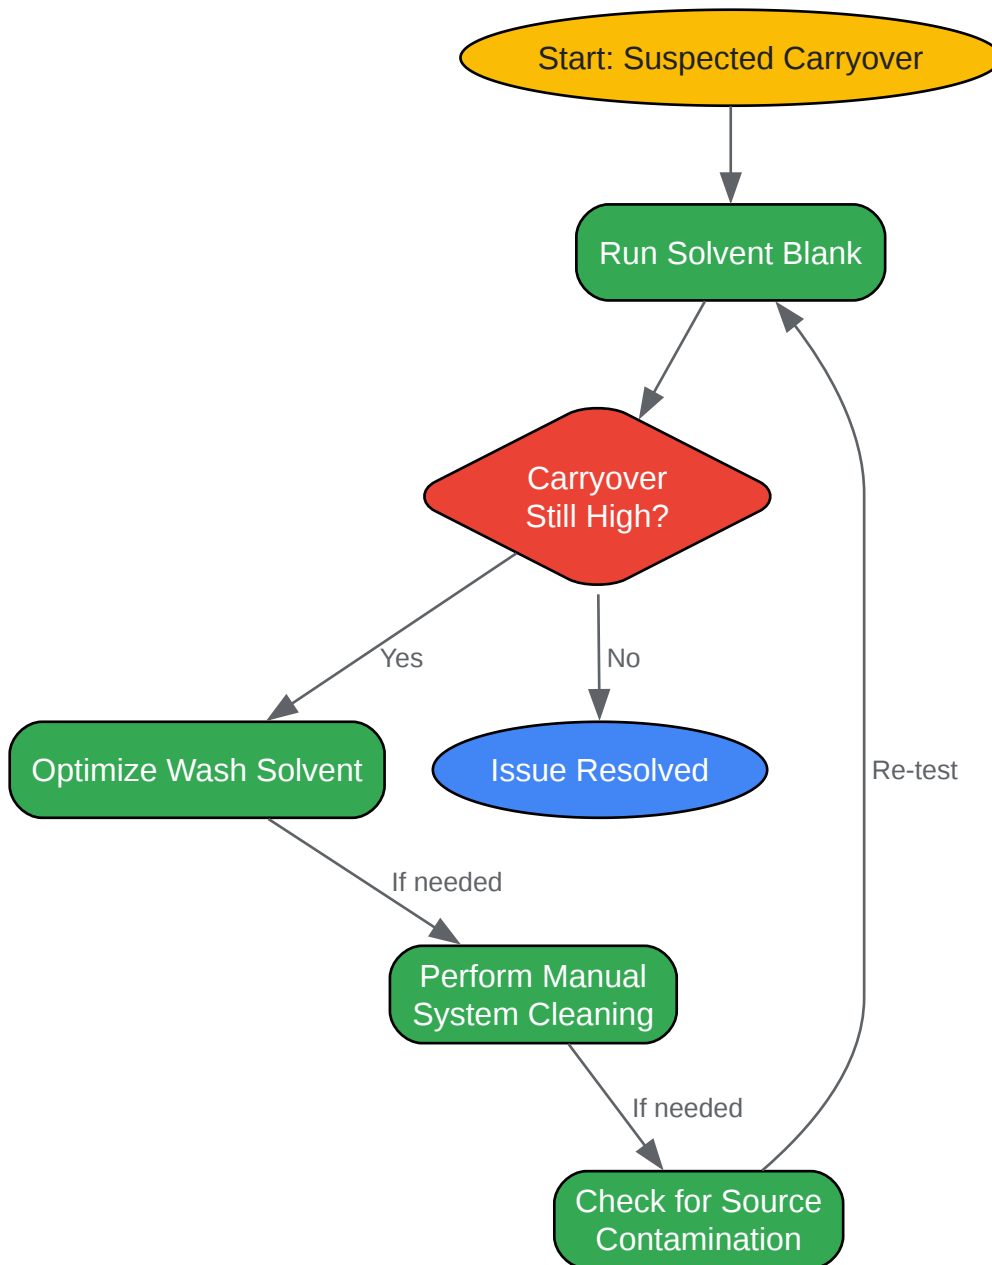 Start: Suspected Carryover
Run Solvent Blank
Carryover
Still High?
Yes
No
Optimize Wash Solvent
Issue Resolved
Re-test
If needed
Perform Manual
System Cleaning
If needed
Check for Source
Contamination